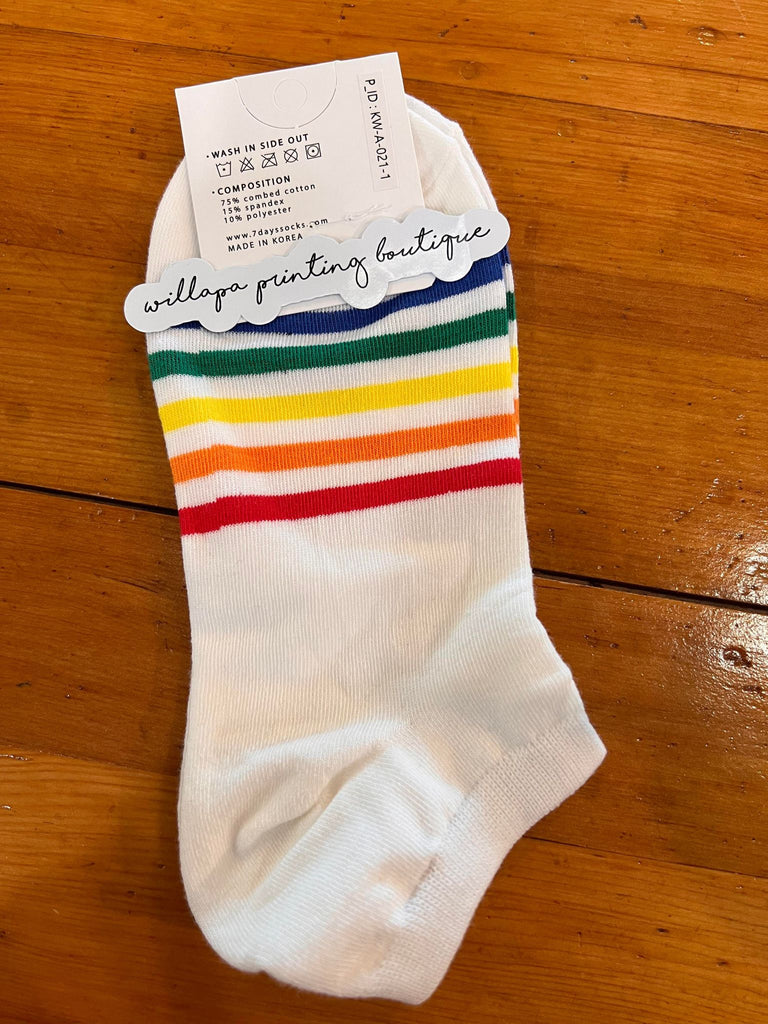 • WASH IN SIDE OUT
• COMPOSITION
75% combed cotton
15% spandex
10% polyester
www.7dayssocks.com
MADE IN KOREA
P_ID : KW-A-021-1
willapa printing boutique